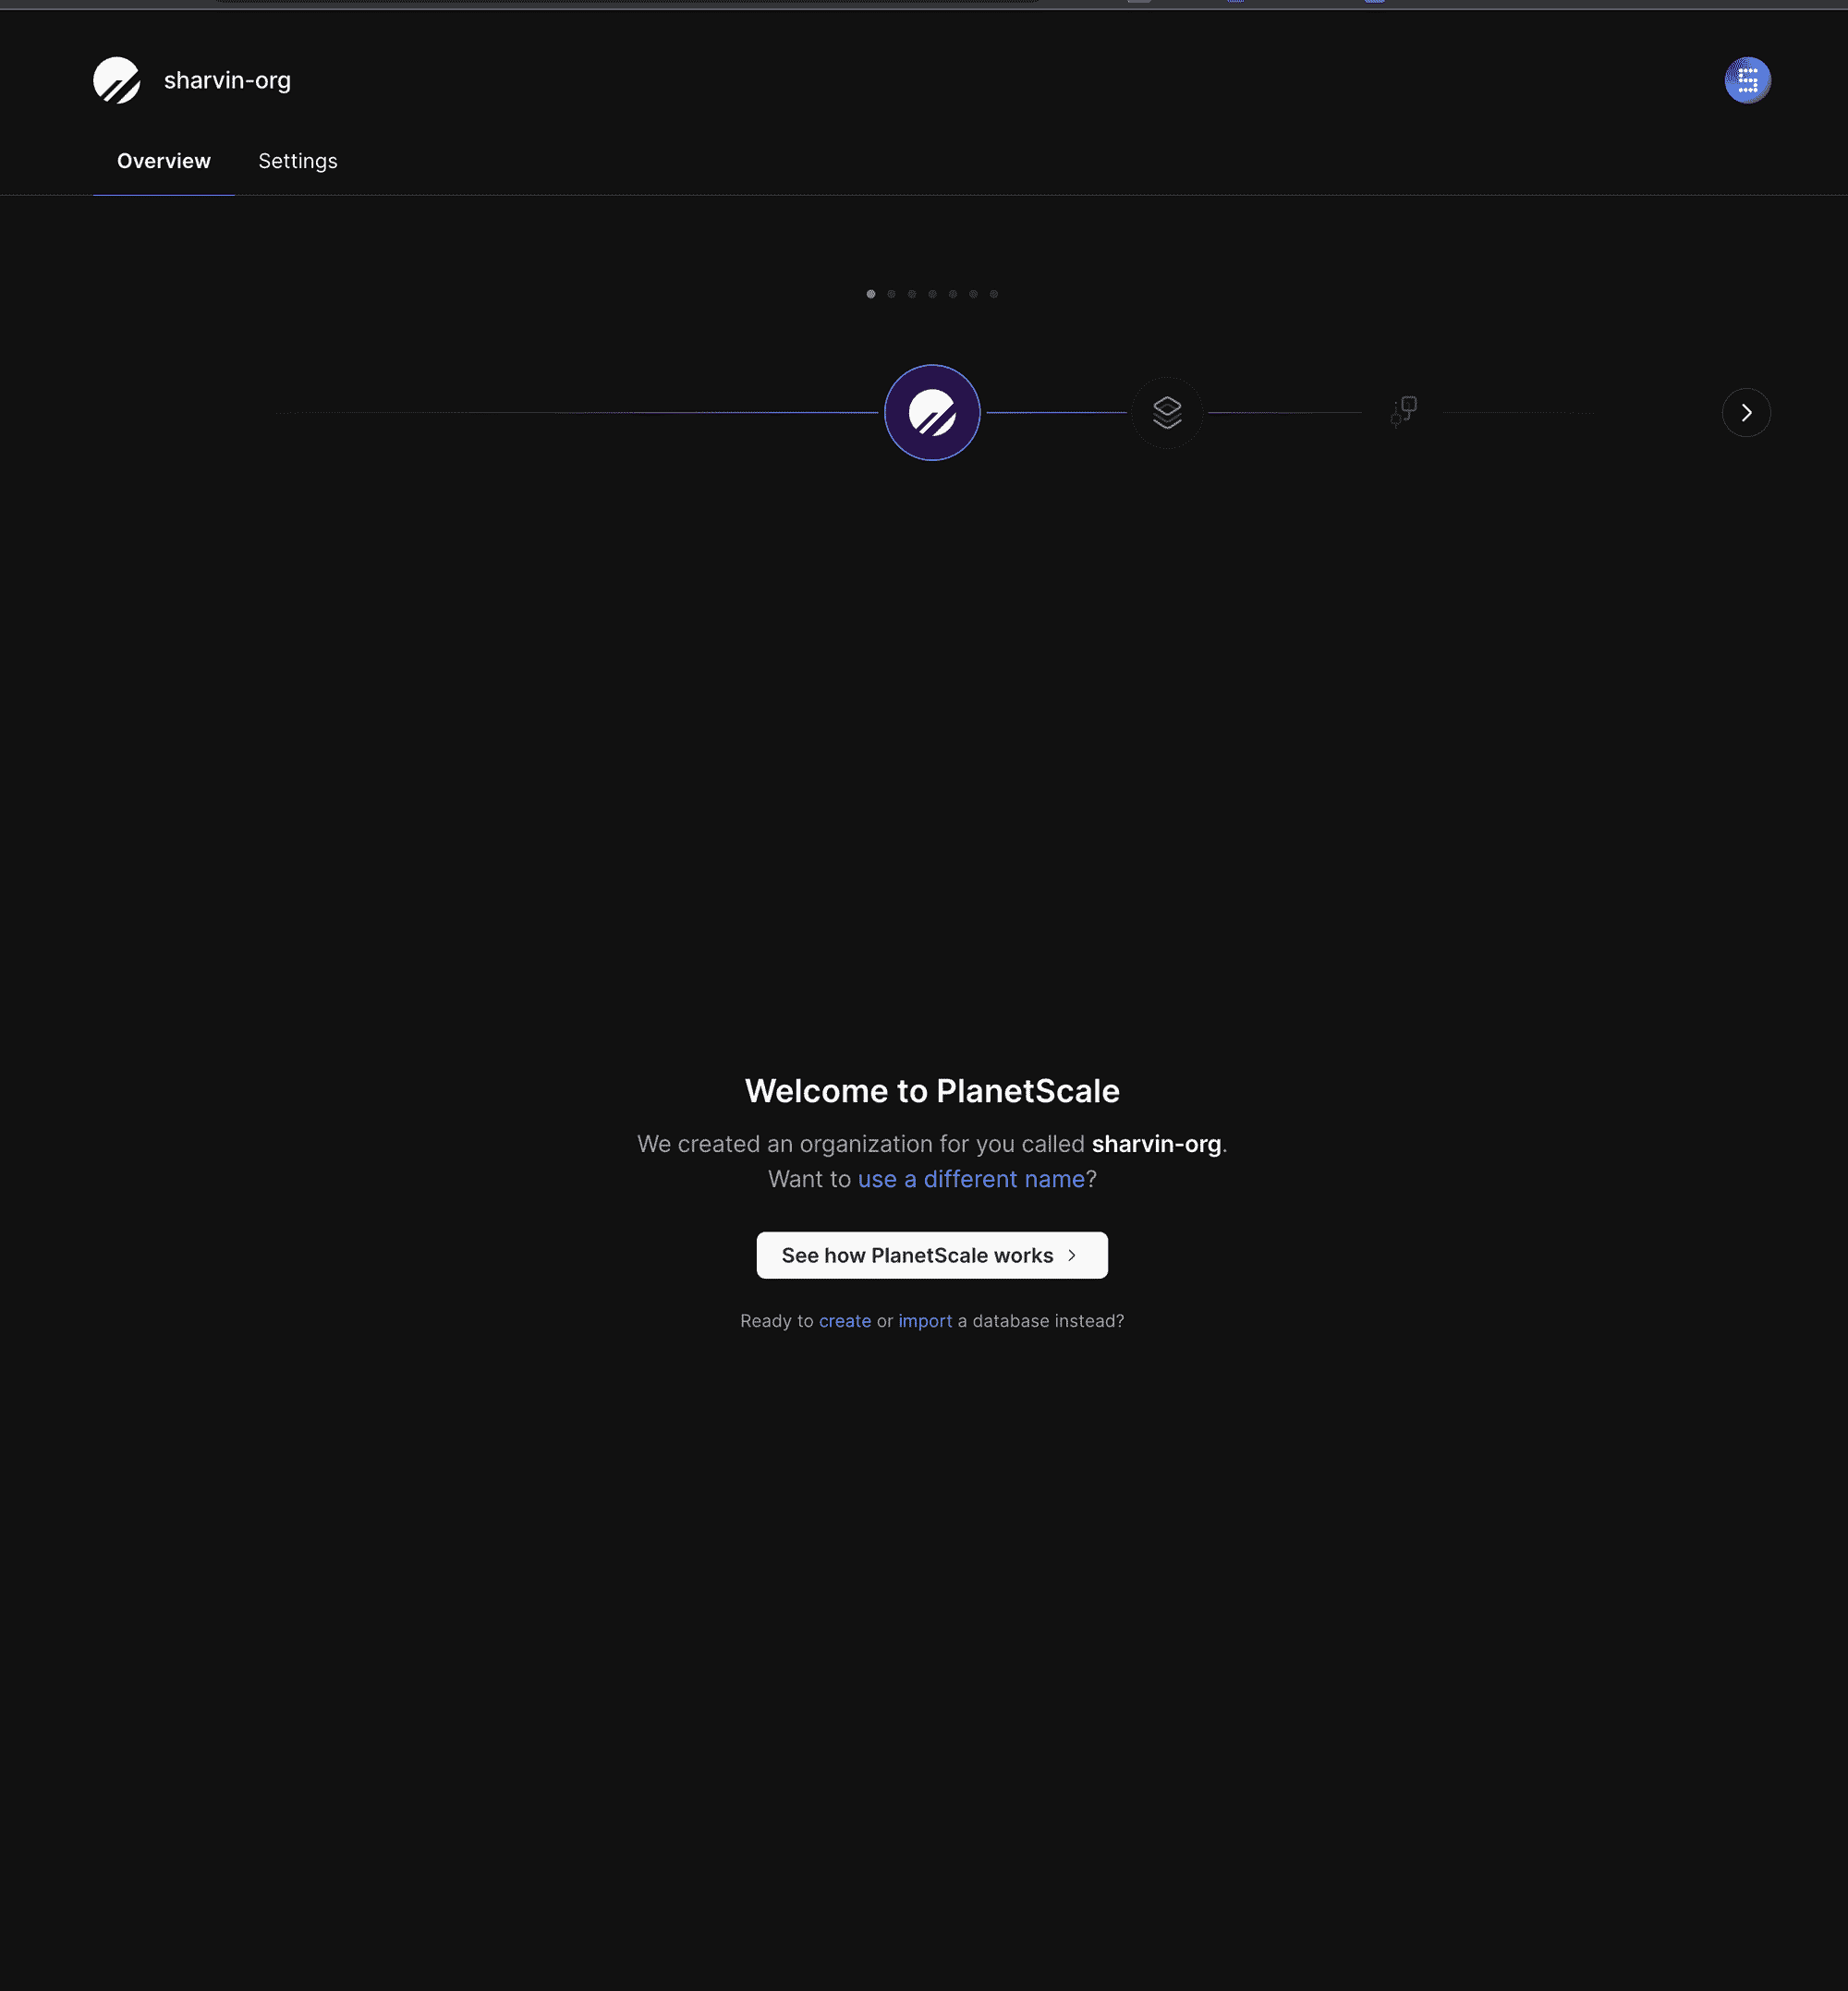 sharvin-org
Overview Settings
Welcome to PlanetScale
We created an organization for you called sharvin-org.
Want to use a different name?
See how PlanetScale works
Ready to create or import a database instead?